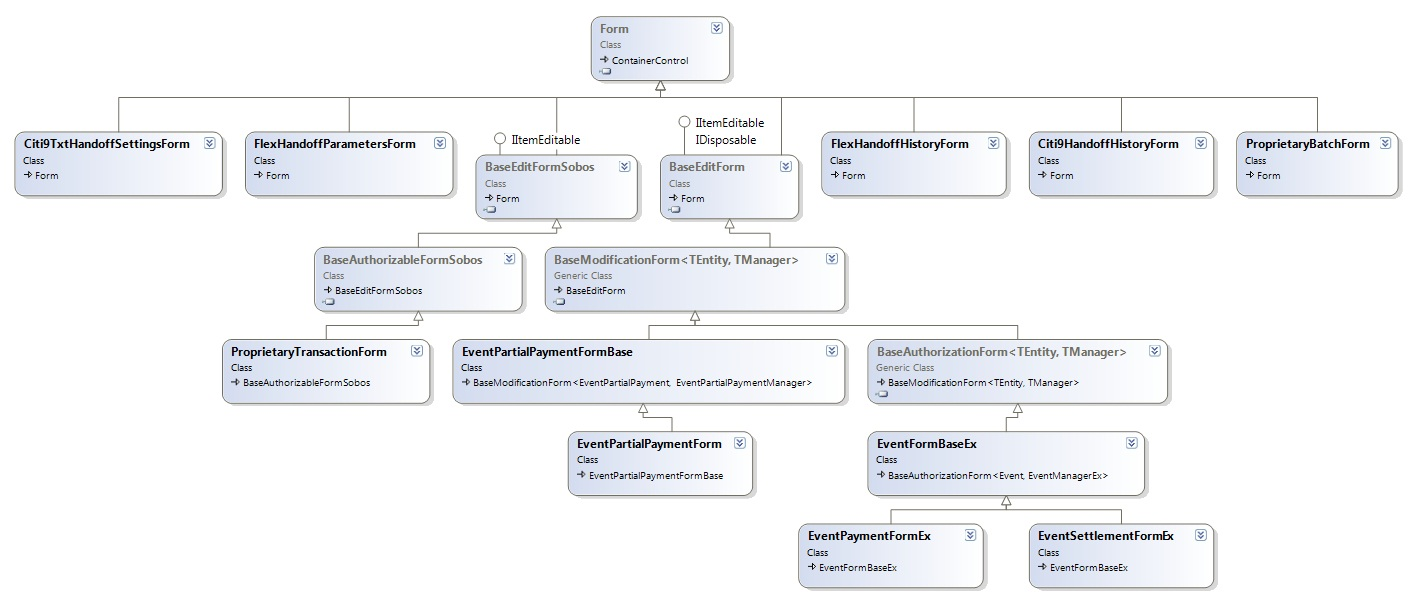 Form
Class
ContainerControl
Citi9TxtHandoffSettingsForm
Class
Form
FlexHandoffParametersForm
Class
Form
IItemEditable
BaseEditFormSobos
Class
Form
IItemEditable
IDisposable
BaseEditForm
Class
Form
FlexHandoffHistoryForm
Class
Form
Citi9HandoffHistoryForm
Class
Form
ProprietaryBatchForm
Class
Form
BaseAuthorizableFormSobos
Class
BaseEditFormSobos
BaseModificationForm<TEntity, TManager>
Generic Class
BaseEditForm
ProprietaryTransactionForm
Class
BaseAuthorizableFormSobos
EventPartialPaymentFormBase
Class
BaseModificationForm<EventPartialPayment, EventPartialPaymentManager>
BaseAuthorizationForm<TEntity, TManager>
Generic Class
BaseModificationForm<TEntity, TManager>
EventPartialPaymentForm
Class
EventPartialPaymentFormBase
EventFormBaseEx
Class
BaseAuthorizationForm<Event, EventManagerEx>
EventPaymentFormEx
Class
EventFormBaseEx
EventSettlementFormEx
Class
EventFormBaseEx